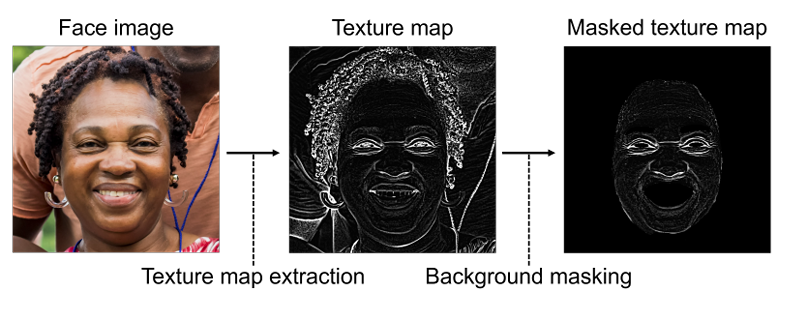 Face image
Texture map
Masked texture map
Texture map extraction
Background masking